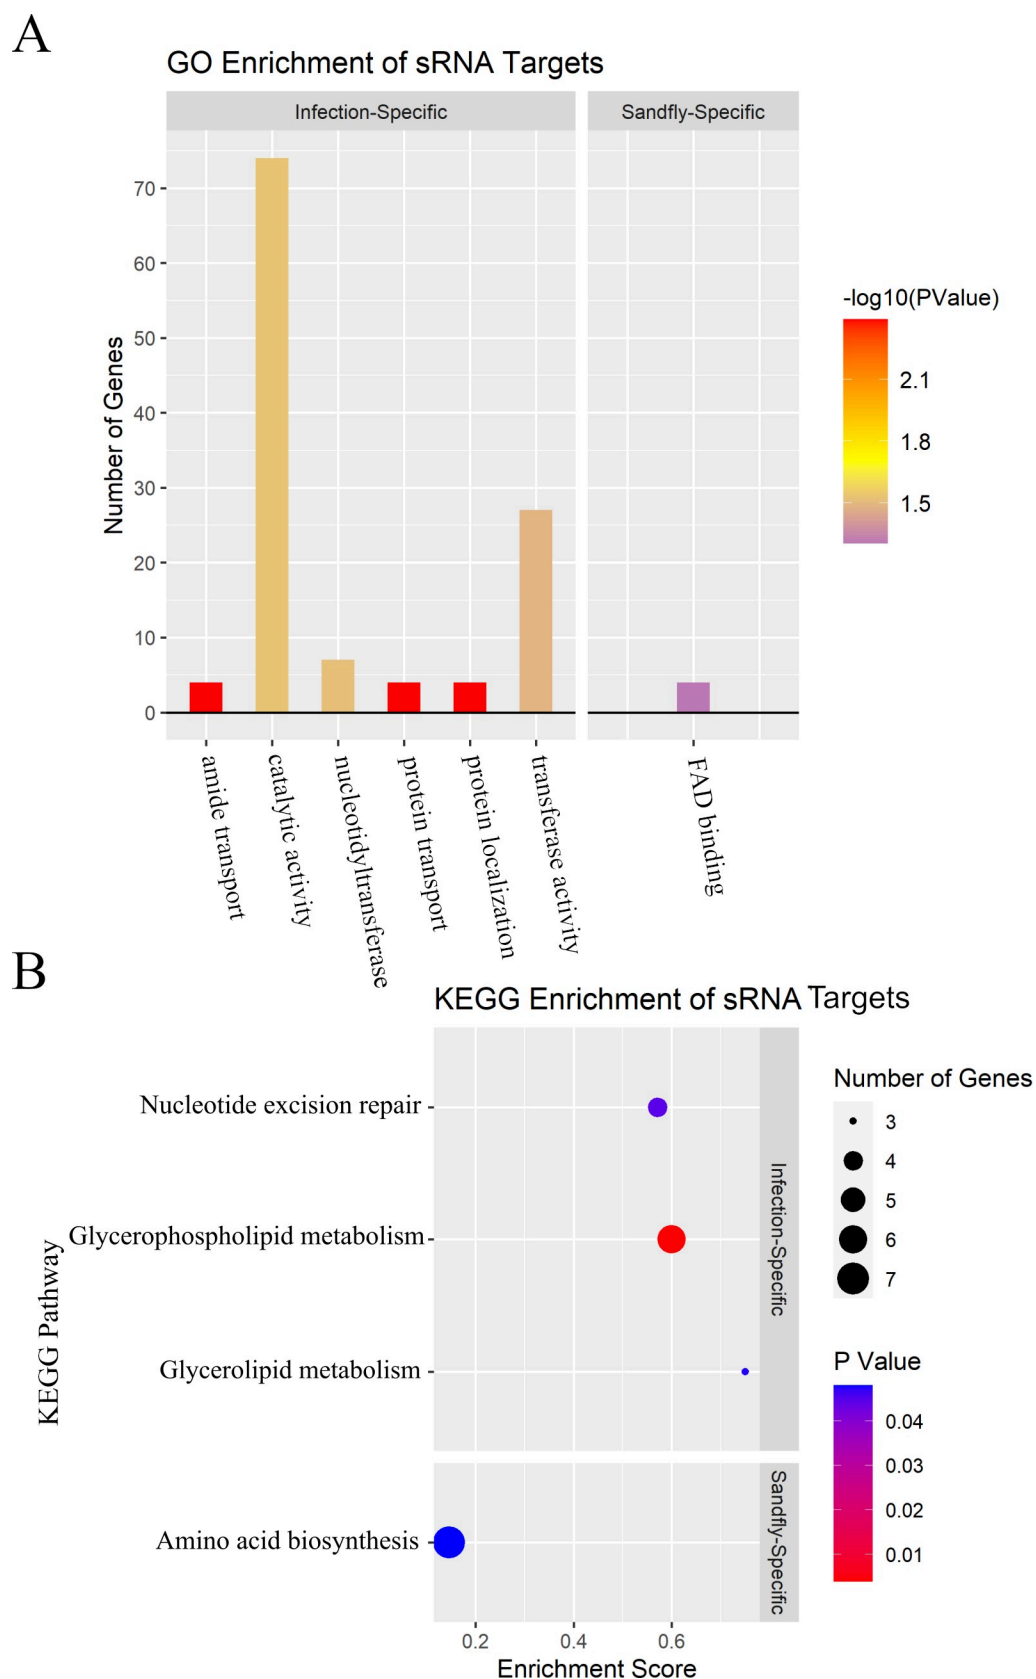 A
GO Enrichment of sRNA Targets
Infection-Specific
Sandfly-Specific
Number of Genes
70
60
50
40
30
20
10
0
amide transport
catalytic activity
nucleotidyltransferase
protein transport
protein localization
transferase activity
FAD binding
-log10(PValue)
2.1
1.8
1.5
B
KEGG Enrichment of sRNA Targets
KEGG Pathway
Nucleotide excision repair
Glycerophospholipid metabolism
Glycerolipid metabolism
Amino acid biosynthesis
Infection-Specific
Sandfly-Specific
0.2 0.4 0.6
Enrichment Score
Number of Genes
3
4
5
6
7
P Value
0.04
0.03
0.02
0.01